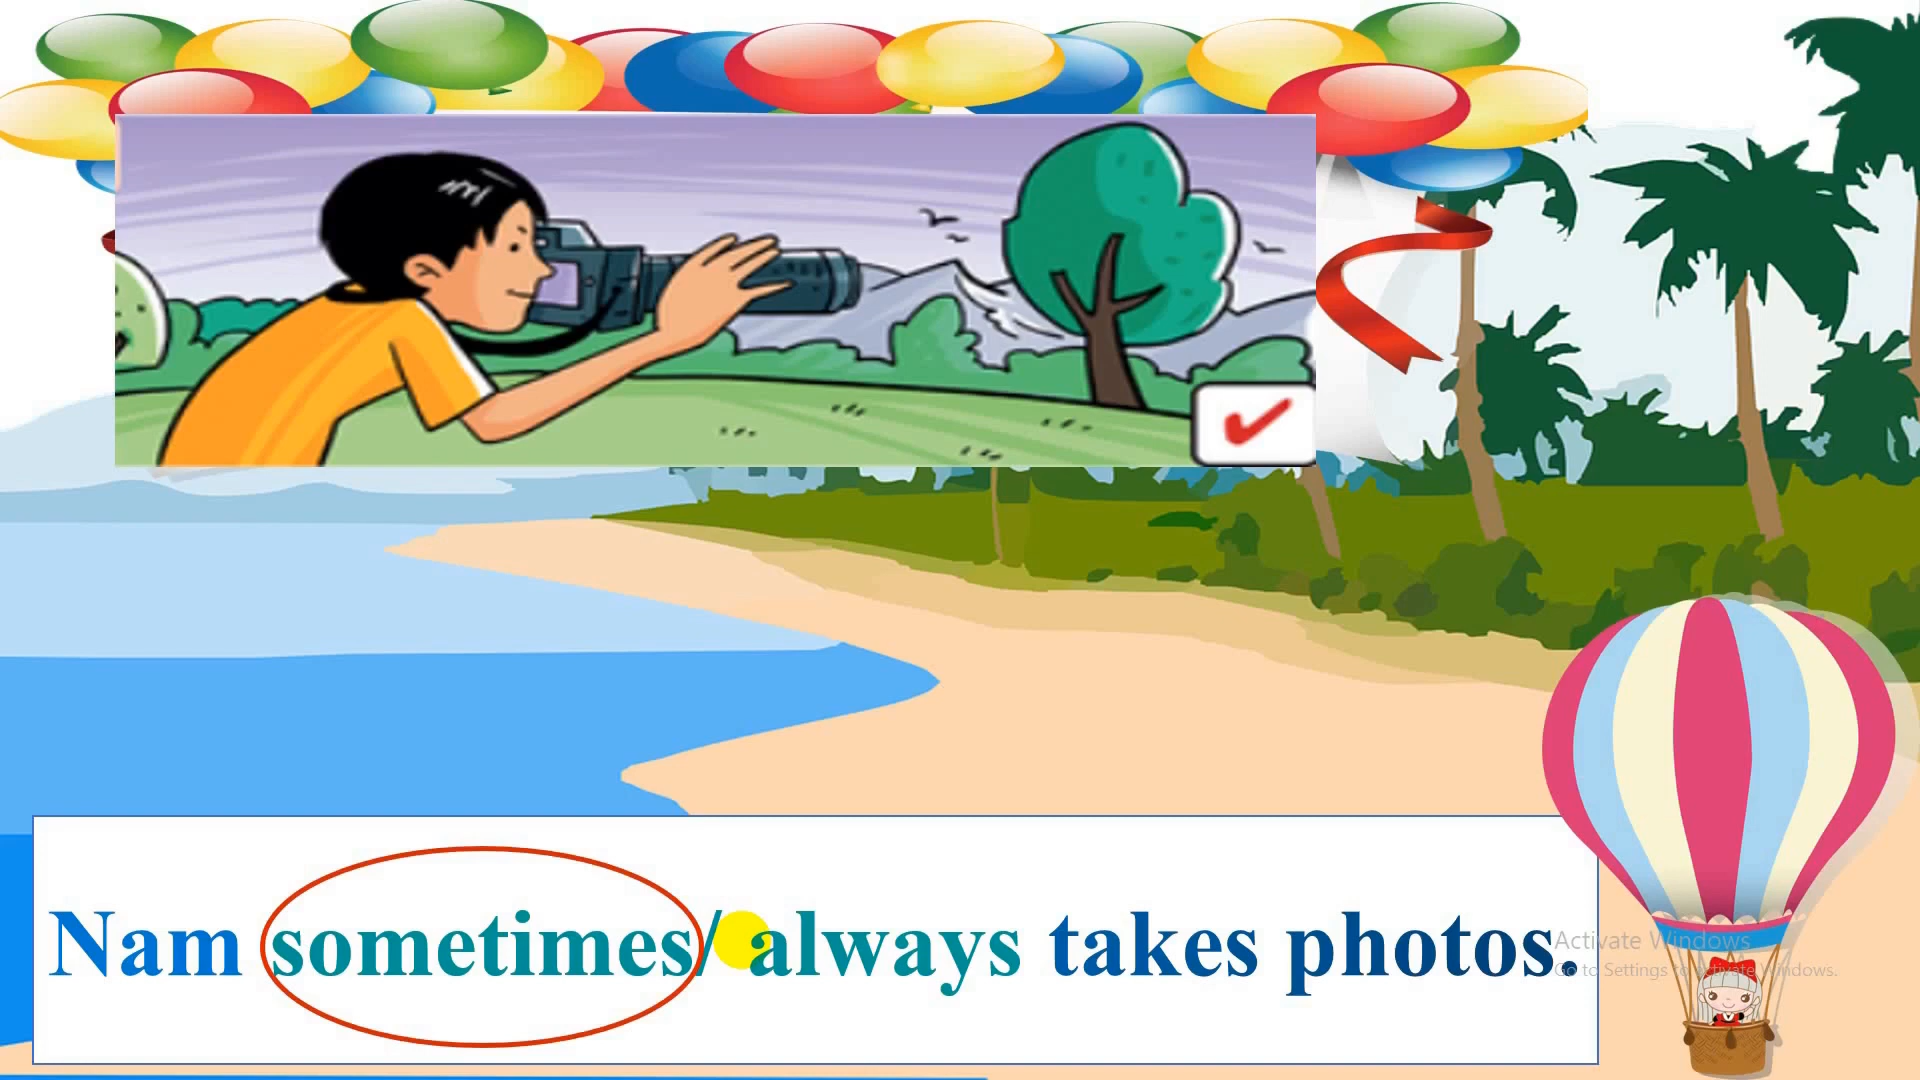 Nam sometimes/ always takes photos.
Activate Windows
Go to Settings to activate Windows.